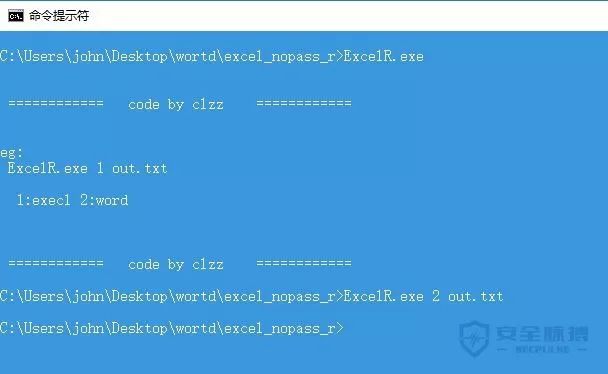 命令提示符
C:\Users\john\Desktop\wortd\excel_nopass_r>ExcelR.exe
============ code by clzz ============
eg:
ExcelR.exe 1 out.txt
1:execl 2:word
============ code by clzz ============
C:\Users\john\Desktop\wortd\excel_nopass_r>ExcelR.exe 2 out.txt
C:\Users\john\Desktop\wortd\excel_nopass_r>
安全脉搏
SECPULSE